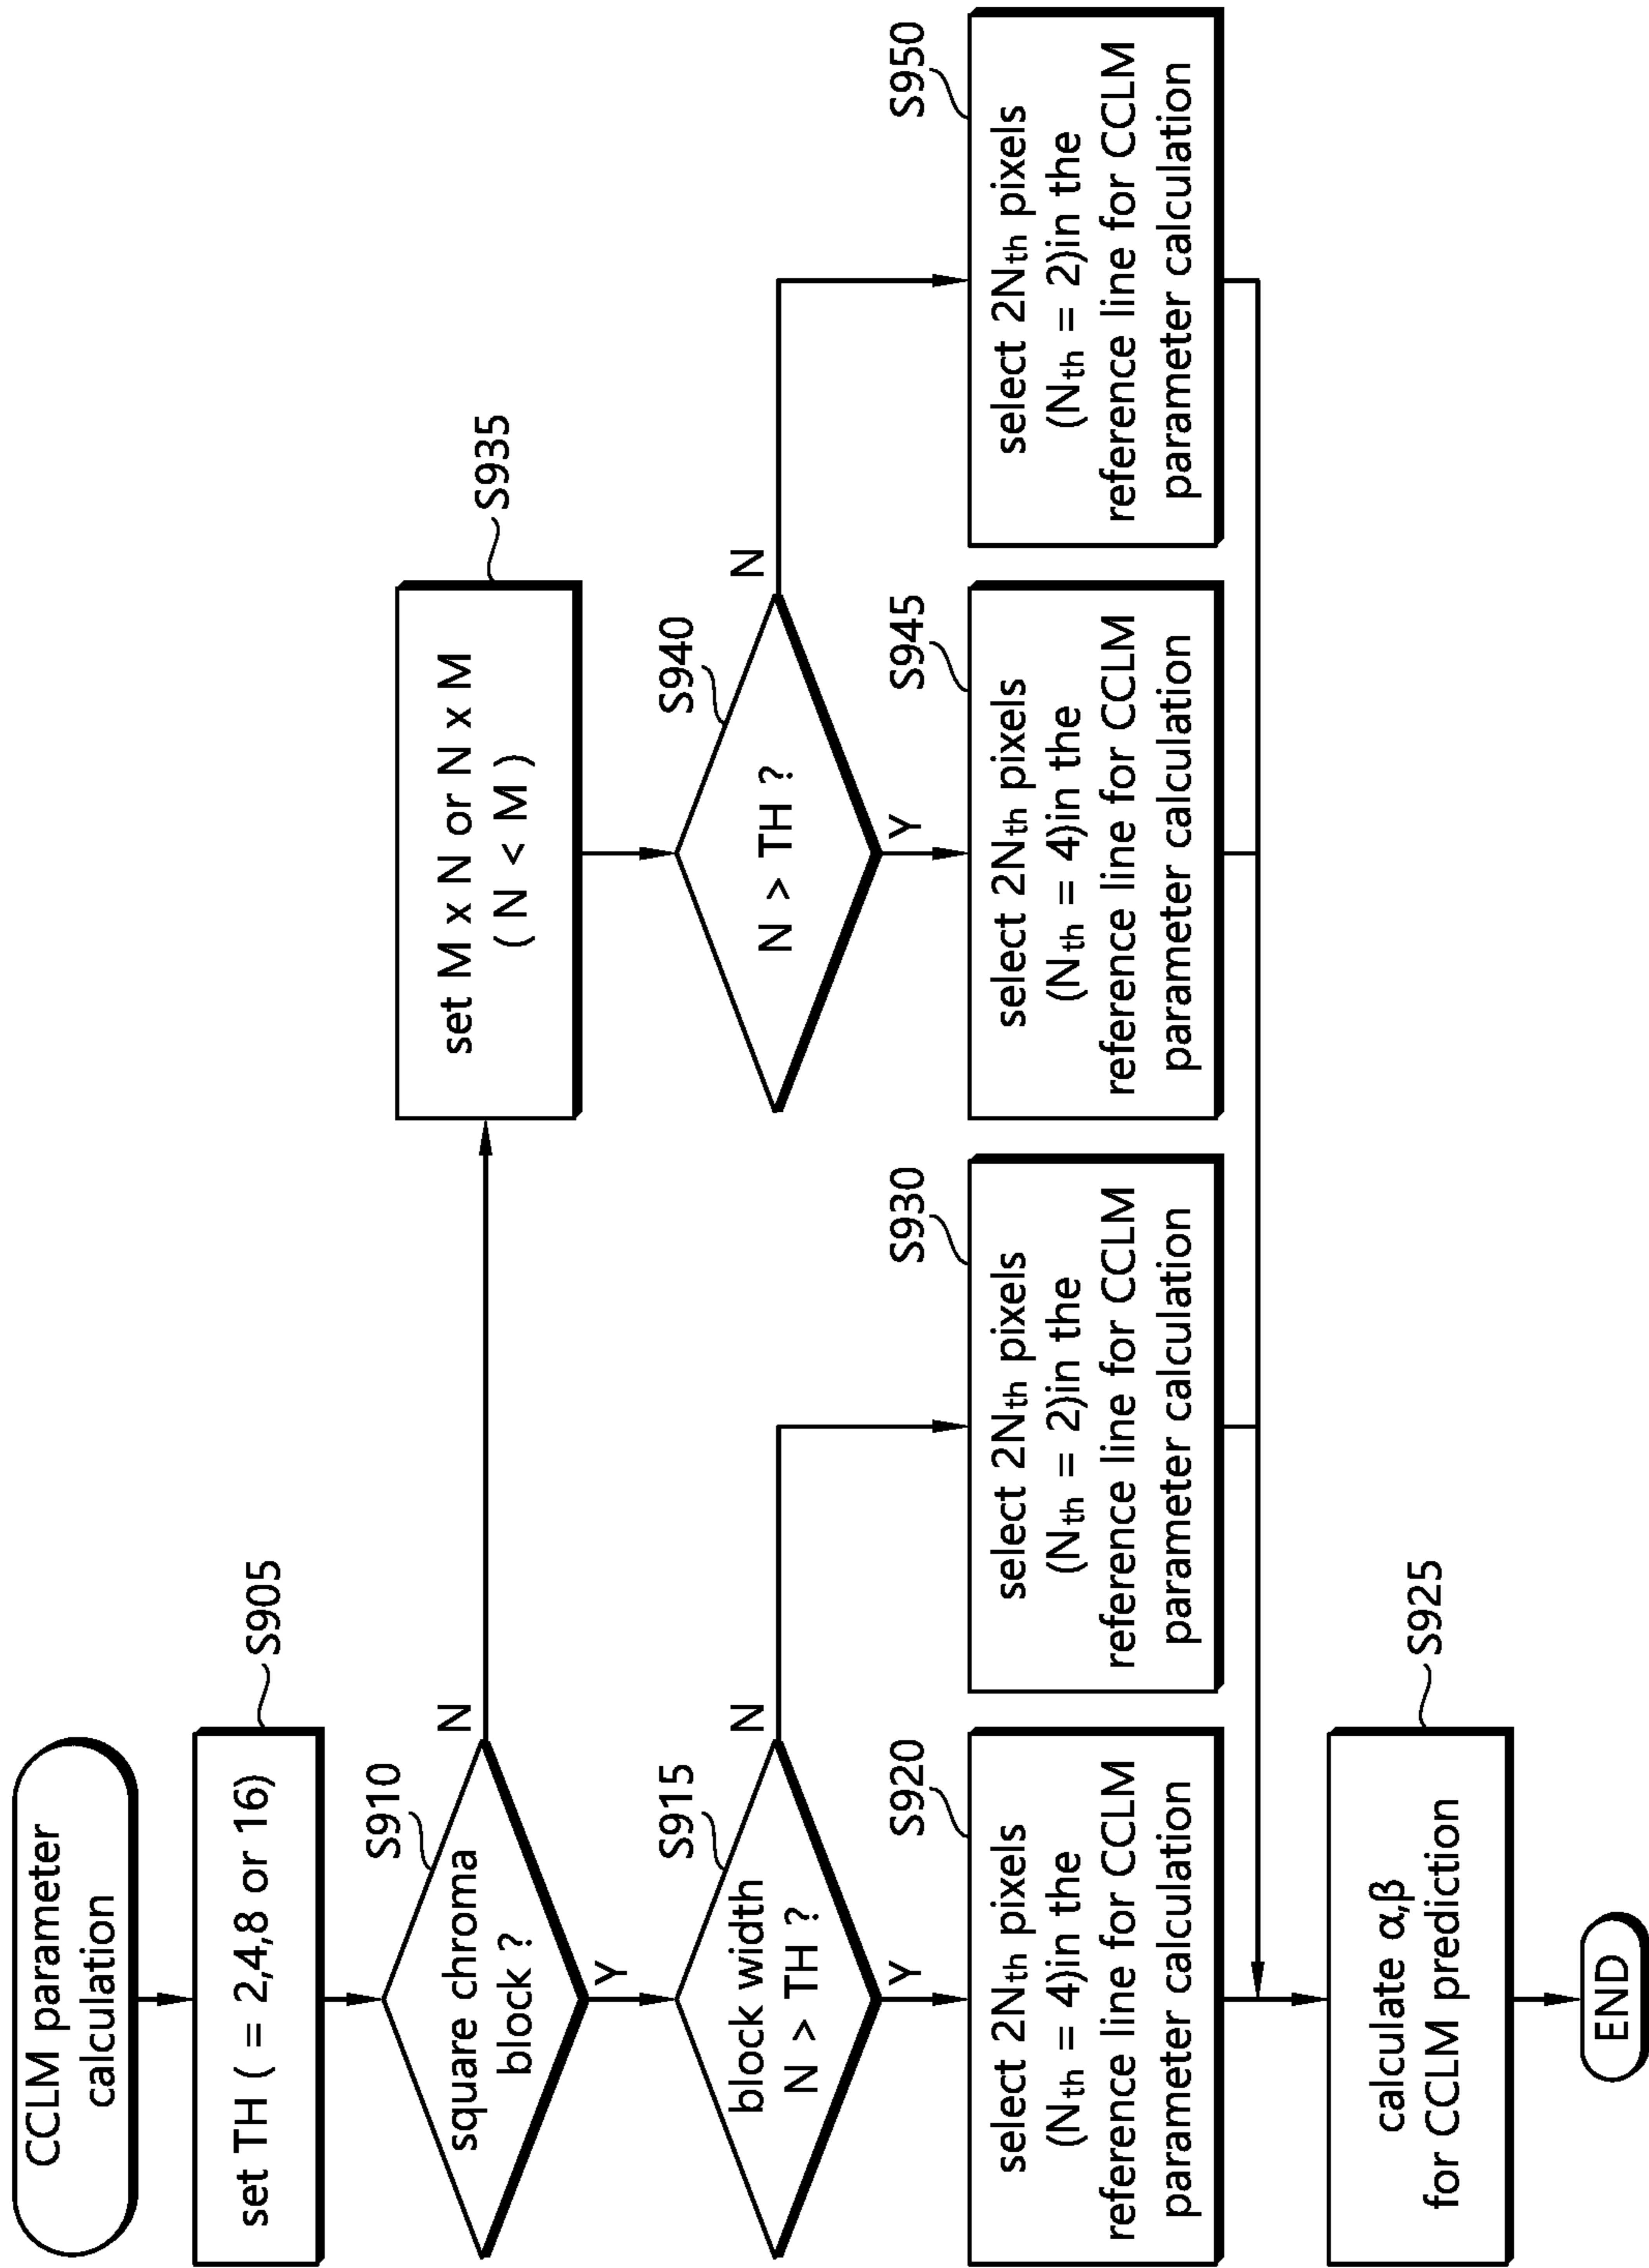 CCLM parameter
calculation
set TH ( = 2,4,8 or 16)
S905
square chroma
block ?
S910
N
Y
set M x N or N x M
( N < M )
S935
block width
N > TH ?
S915
N
Y
N > TH ?
S940
N
Y
select 2Nth pixels
(Nth = 4)in the
reference line for CCLM
parameter calculation
S920
select 2Nth pixels
(Nth = 2)in the
reference line for CCLM
parameter calculation
S930
select 2Nth pixels
(Nth = 4)in the
reference line for CCLM
parameter calculation
S945
select 2Nth pixels
(Nth = 2)in the
reference line for CCLM
parameter calculation
S950
calculate α,β
for CCLM prediction
S925
END